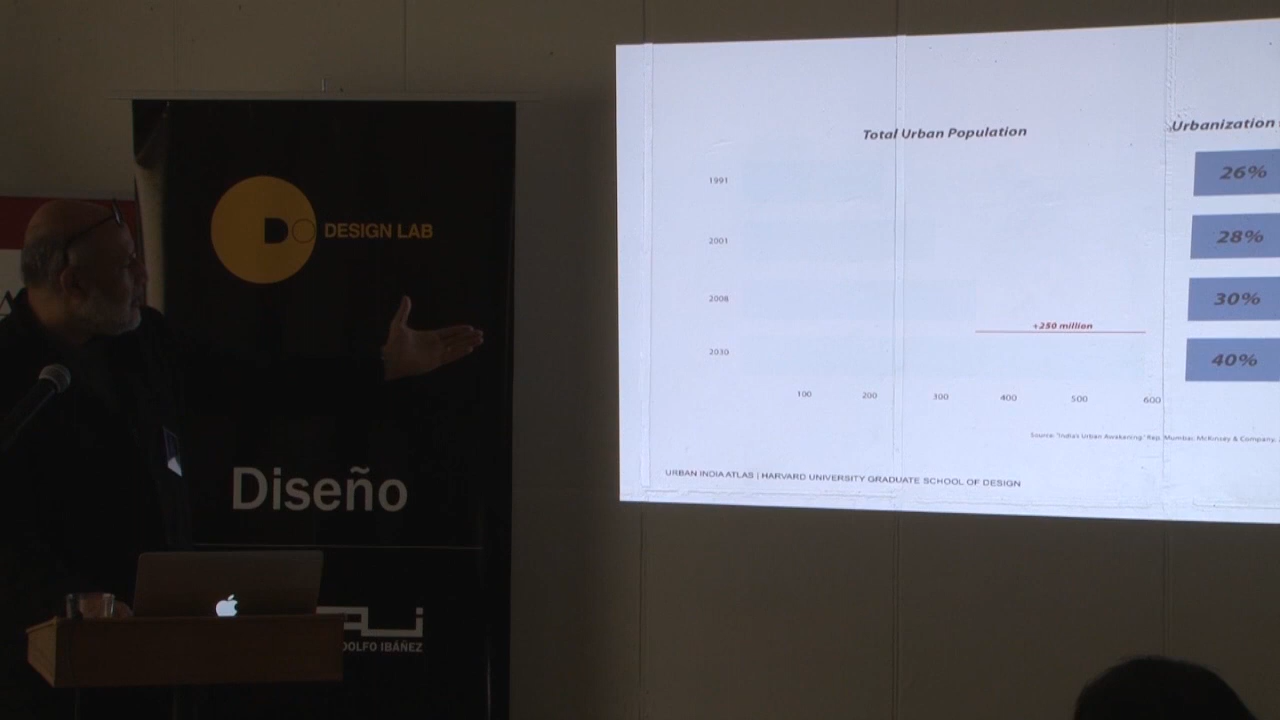 DO DESIGN LAB
Diseño
DOLFO IBÁÑEZ
Total Urban Population
Urbanization
1991
26%
2001
28%
2008
30%
+250 million
2030
40%
100 200 300 400 500 600
Source: "India's Urban Awakening." Rep. Mumbai: McKinsey & Company,
URBAN INDIA ATLAS | HARVARD UNIVERSITY GRADUATE SCHOOL OF DESIGN